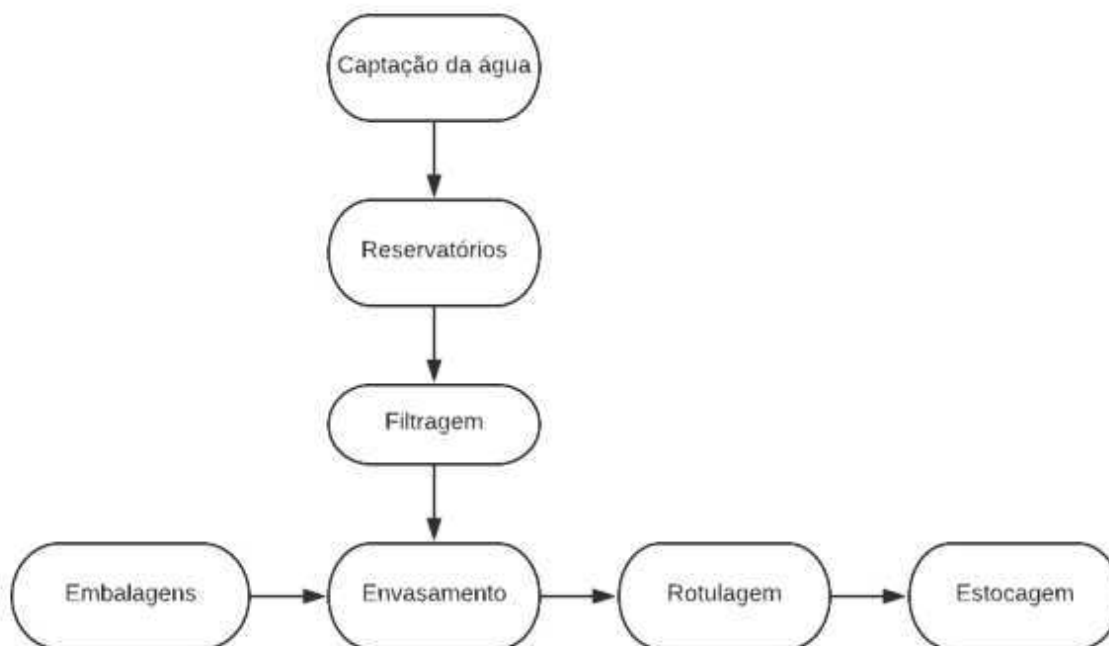 Captação da água
Reservatórios
Filtragem
Embalagens
Envasamento
Rotulagem
Estocagem